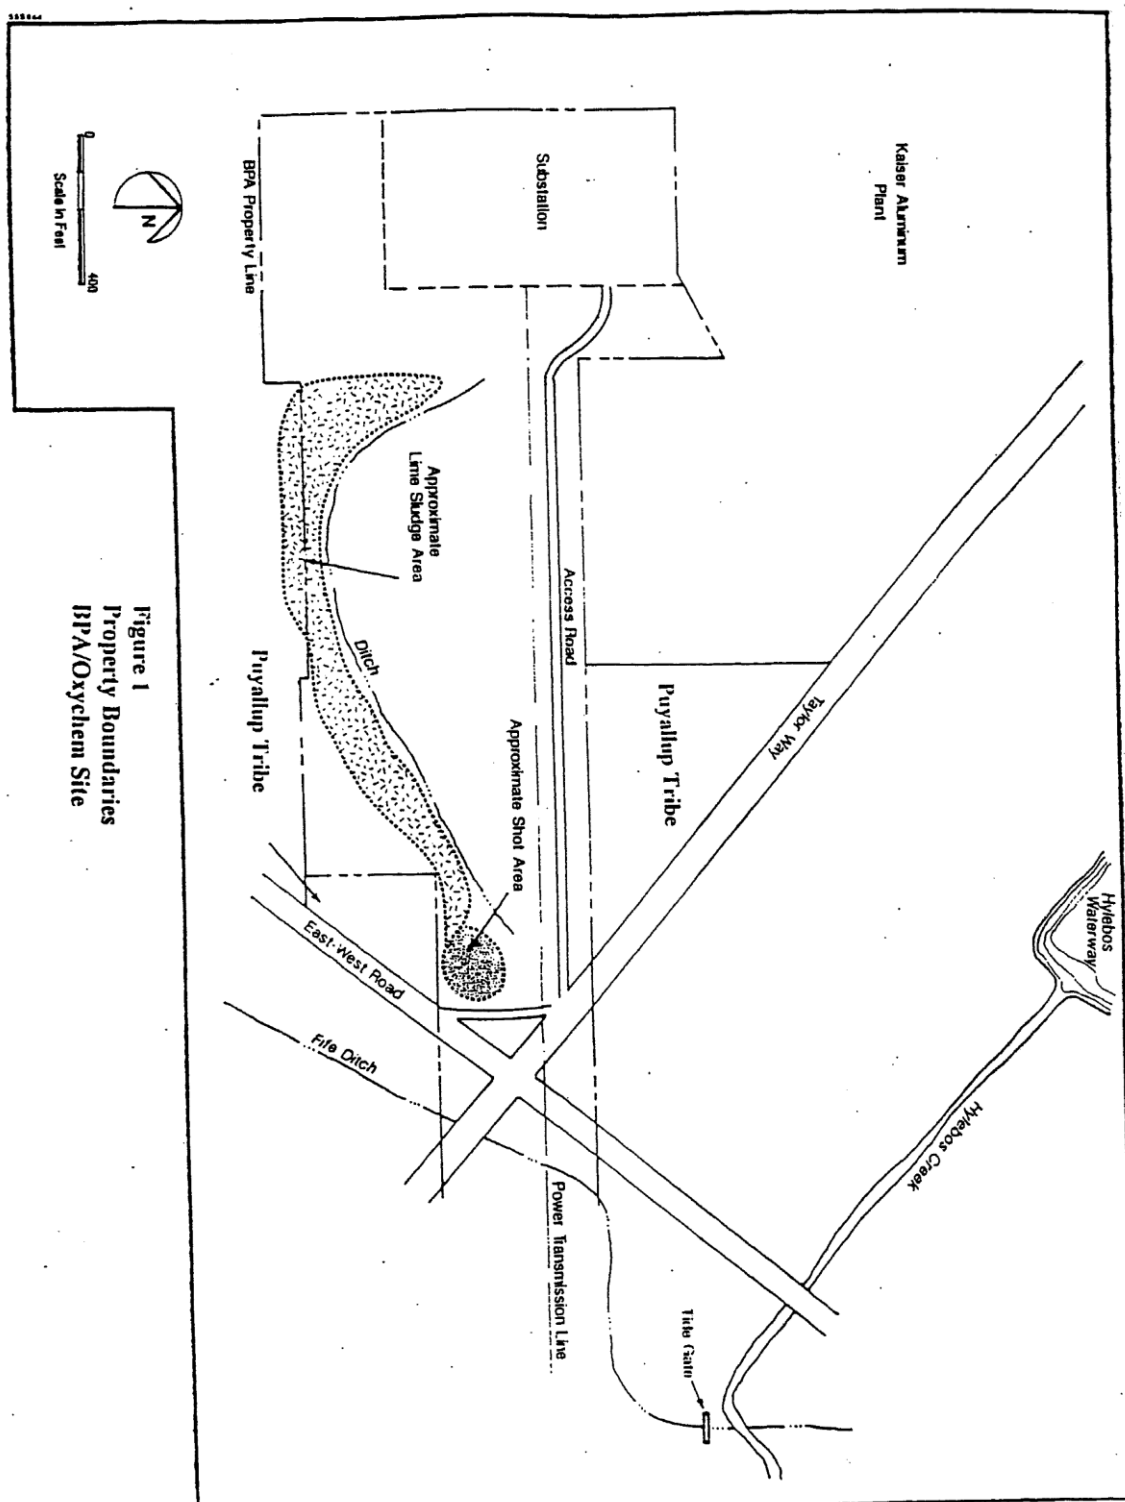 Kaiser Aluminum
Plant
Substation
BPA Property Line
N
0
400
Scale in Feet
Approximate
Lime Sludge Area
Access Road
Taylor Way
Puyallup Tribe
Ditch
Puyallup Tribe
Approximate Shot Area
Hylebos
Waterway
East-West Road
Fife Ditch
Hylebos Creek
Power Transmission Line
Tide Gate
Figure 1
Property Boundaries
BPA/Oxychem Site